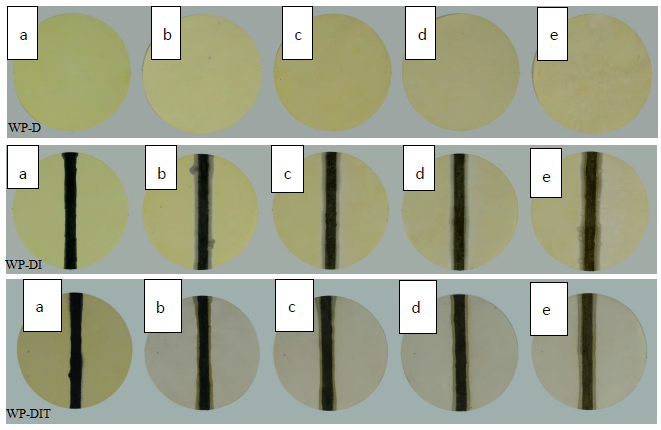 a b c d e
WP-D
a b c d e
WP-DI
a b c d e
WP-DIT